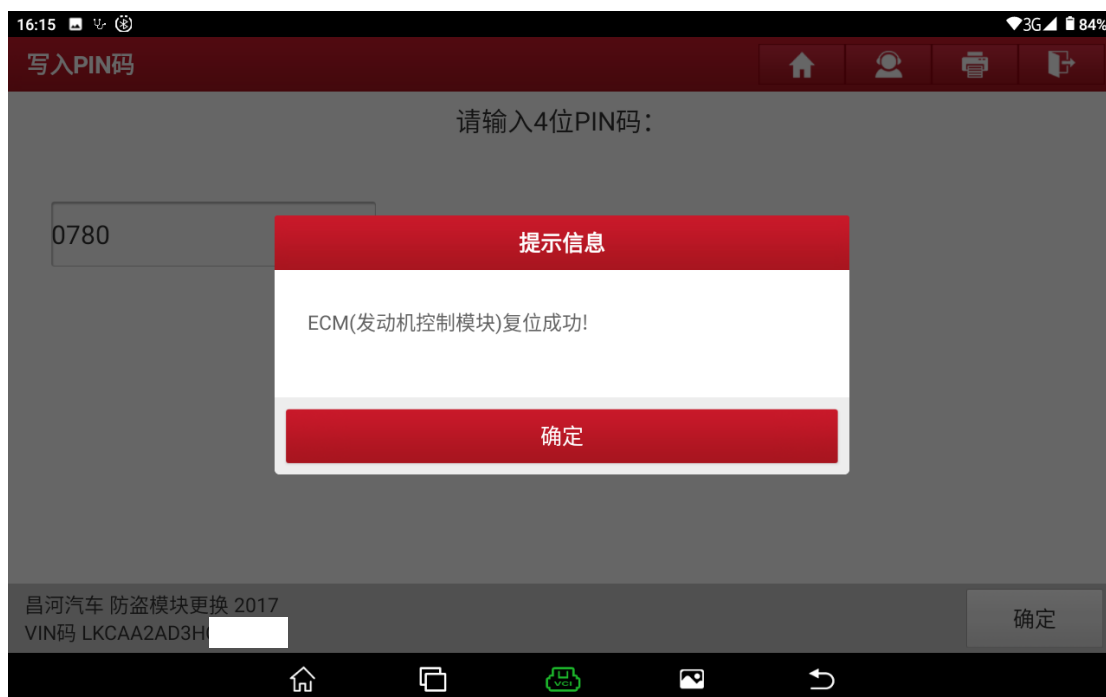 16:15
3G 84%
写入PIN码
请输入4位PIN码：
0780
提示信息
ECM(发动机控制模块)复位成功!
确定
昌河汽车 防盗模块更换 2017
VIN码 LKCAA2AD3H
确定
VCI